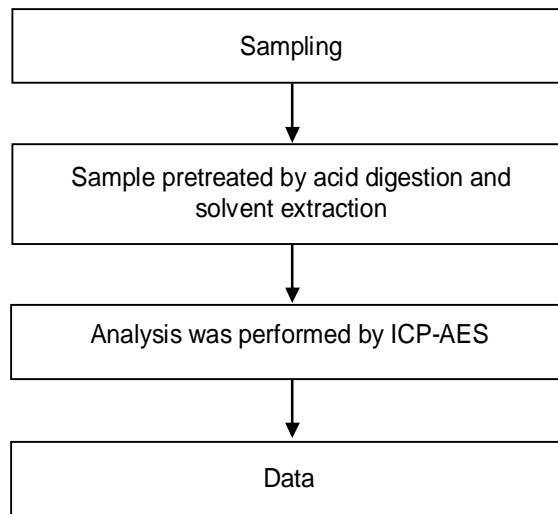 Sampling
Sample pretreated by acid digestion and
solvent extraction
Analysis was performed by ICP-AES
Data